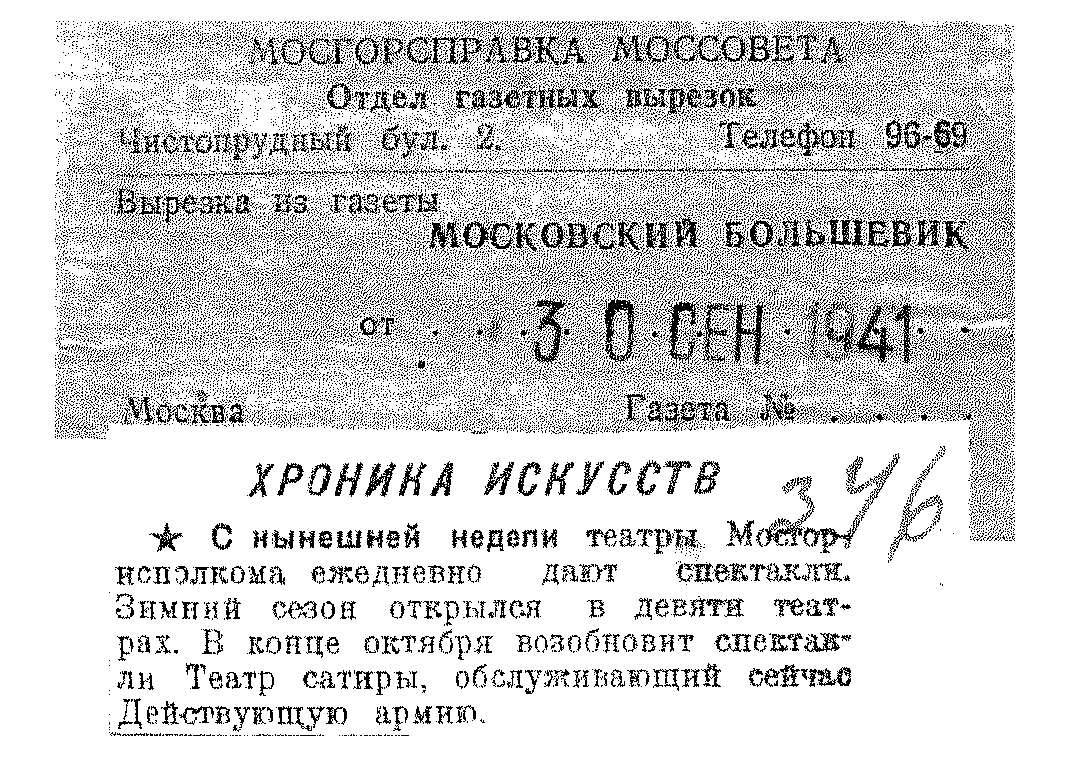 МОСГОРСПРАВКА МОССОВЕТА
Отдел газетных вырезок
Чистопрудный бул. 2. Телефон 96-69
Вырезка из газеты
МОСКОВСКИЙ БОЛЬШЕВИК
от . . . 30 СЕН 1941 . .
Москва Газета № . . . .
346
ХРОНИКА ИСКУССТВ
★ С нынешней недели театры Мосгор-
исполкома ежедневно дают спектакли.
Зимний сезон открылся в девяти теат-
рах. В конце октября возобновит спектак-
ли Театр сатиры, обслуживающий сейчас
Действующую армию.